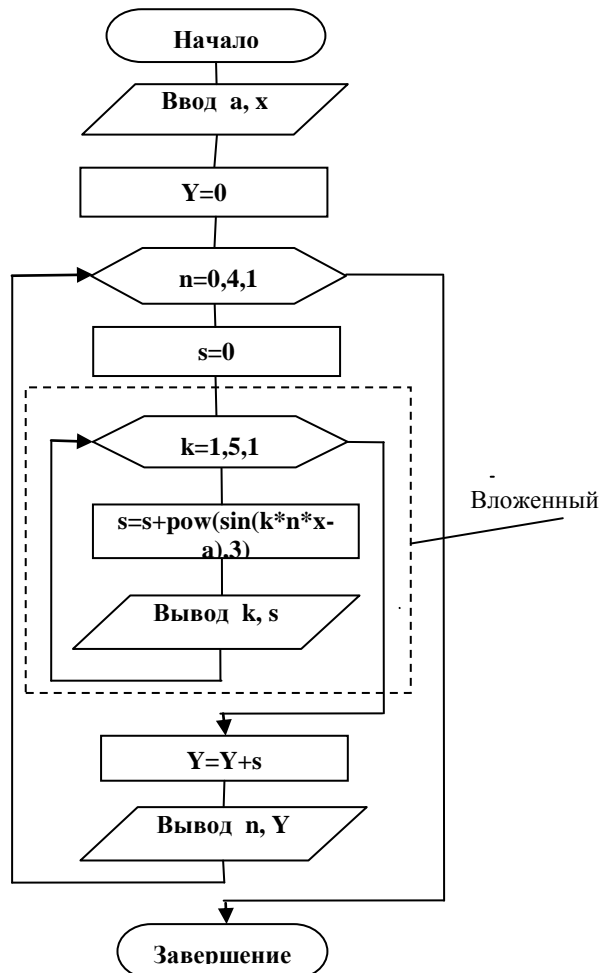 Начало
Ввод a, x
Y=0
n=0,4,1
s=0
k=1,5,1
s=s+pow(sin(k*n*x-
a),3)
Вложенный
Вывод k, s
Y=Y+s
Вывод n, Y
Завершение